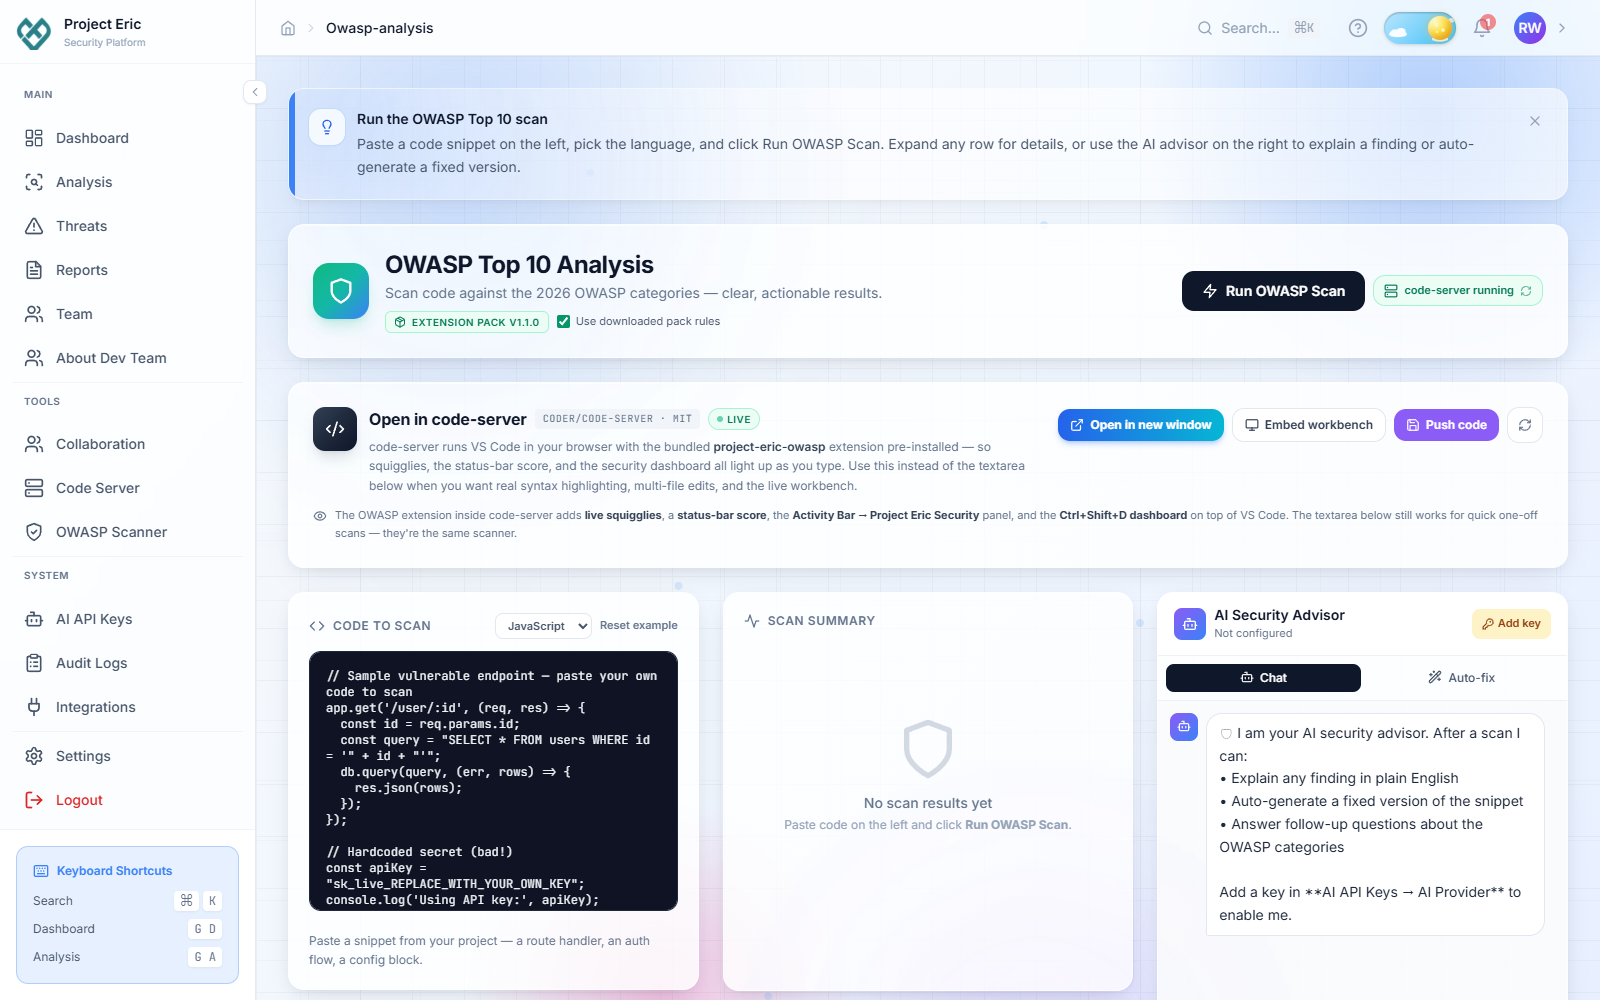 Project Eric
Security Platform
MAIN
Dashboard
Analysis
Threats
Reports
Team
About Dev Team
TOOLS
Collaboration
Code Server
OWASP Scanner
SYSTEM
AI API Keys
Audit Logs
Integrations
Settings
Logout
Keyboard Shortcuts
Search ⌘ K
Dashboard G D
Analysis G A
Owasp-analysis
Search... ⌘K
1
RW
Run the OWASP Top 10 scan
Paste a code snippet on the left, pick the language, and click Run OWASP Scan. Expand any row for details, or use the AI advisor on the right to explain a finding or auto-
generate a fixed version.
OWASP Top 10 Analysis
Scan code against the 2026 OWASP categories — clear, actionable results.
EXTENSION PACK V1.1.0
Use downloaded pack rules
Run OWASP Scan
code-server running
Open in code-server
CODER/CODE-SERVER · MIT
LIVE
code-server runs VS Code in your browser with the bundled project-eric-owasp extension pre-installed — so
squigglies, the status-bar score, and the security dashboard all light up as you type. Use this instead of the textarea
below when you want real syntax highlighting, multi-file edits, and the live workbench.
Open in new window
Embed workbench
Push code
The OWASP extension inside code-server adds live squigglies, a status-bar score, the Activity Bar → Project Eric Security panel, and the Ctrl+Shift+D dashboard on top of VS Code. The textarea below still works for quick one-off
scans — they're the same scanner.
CODE TO SCAN
JavaScript
Reset example
// Sample vulnerable endpoint — paste your own
code to scan
app.get('/user/:id', (req, res) => {
  const id = req.params.id;
  const query = "SELECT * FROM users WHERE id
= '" + id + "'";
  db.query(query, (err, rows) => {
    res.json(rows);
  });
});
// Hardcoded secret (bad!)
const apiKey =
"sk_live_REPLACE_WITH_YOUR_OWN_KEY";
console.log('Using API key:', apiKey);
Paste a snippet from your project — a route handler, an auth
flow, a config block.
SCAN SUMMARY
No scan results yet
Paste code on the left and click Run OWASP Scan.
AI Security Advisor
Not configured
Add key
Chat
Auto-fix
I am your AI security advisor. After a scan I
can:
• Explain any finding in plain English
• Auto-generate a fixed version of the snippet
• Answer follow-up questions about the
OWASP categories
Add a key in **AI API Keys → AI Provider** to
enable me.